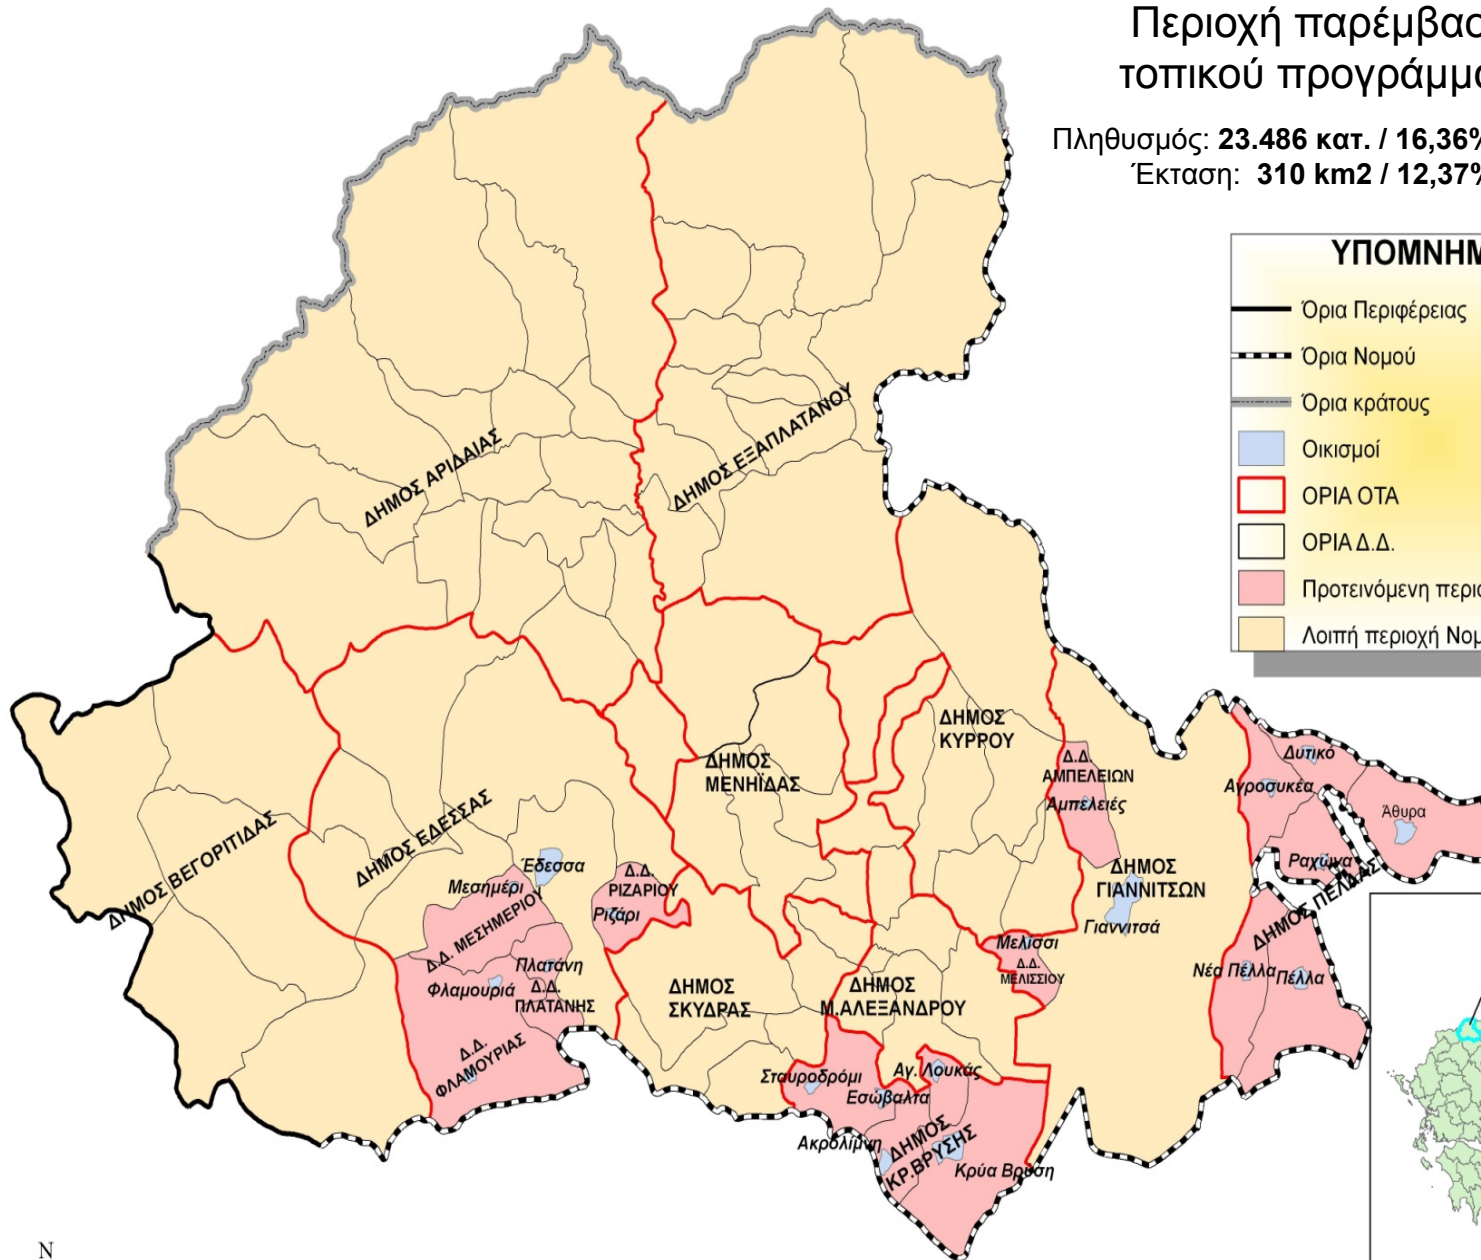 Περιοχή παρέμβασ
τοπικού προγράμμα
Πληθυσμός: 23.486 κατ. / 16,36%
Έκταση: 310 km2 / 12,37%
ΥΠΟΜΝΗΜ
Όρια Περιφέρειας
Όρια Νομού
Όρια κράτους
Οικισμοί
ΟΡΙΑ ΟΤΑ
ΟΡΙΑ Δ.Δ.
Προτεινόμενη περιο
Λοιπή περιοχή Νομ
ΔΗΜΟΣ ΑΡΙΔΑΙΑΣ
ΔΗΜΟΣ ΕΞΑΠΛΑΤΑΝΟΥ
ΔΗΜΟΣ
ΚΥΡΡΟΥ
ΔΗΜΟΣ
ΜΕΝΗΪΔΑΣ
Δ.Δ.
ΑΜΠΕΛΕΙΩΝ
Αμπελειές
Δυτικό
Αγροσυκέα
Άθυρα
Ραχώνα
ΔΗΜΟΣ ΠΕΛΛΑΣ
ΔΗΜΟΣ ΒΕΓΟΡΙΤΙΔΑΣ
ΔΗΜΟΣ ΕΔΕΣΣΑΣ
Έδεσσα
Μεσημέρι
Δ.Δ. ΜΕΣΗΜΕΡΙΟΥ
Δ.Δ.
ΡΙΖΑΡΙΟΥ
Ριζάρι
ΔΗΜΟΣ
ΓΙΑΝΝΙΤΣΩΝ
Γιαννιτσά
Μελίσσι
Δ.Δ.
ΜΕΛΙΣΣΙΟΥ
Νέα Πέλλα
Πέλλα
Πλατάνη
Φλαμουριά
Δ.Δ.
ΠΛΑΤΑΝΗΣ
ΔΗΜΟΣ
ΣΚΥΔΡΑΣ
ΔΗΜΟΣ
Μ.ΑΛΕΞΑΝΔΡΟΥ
Δ.Δ.
ΦΛΑΜΟΥΡΙΑΣ
Σταυροδρόμι
Αγ. Λουκάς
Εσώβαλτα
Ακρολίμνη
ΔΗΜΟΣ
ΚΡ.ΒΡΥΣΗΣ
Κρύα Βρύση
N